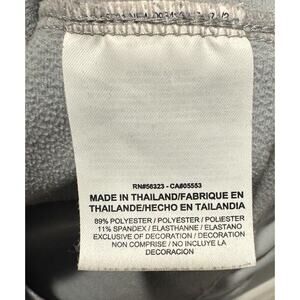 RN#56323 - CA#05553
MADE IN THAILAND/FABRIQUE EN
THAILANDE/HECHO EN TAILANDIA
89% POLYESTER / POLYESTER / POLIESTER
11% SPANDEX / ELASTHANNE / ELASTANO
EXCLUSIVE OF DECORATION / DECORATION
NON COMPRISE / NO INCLUYE LA
DECORACION